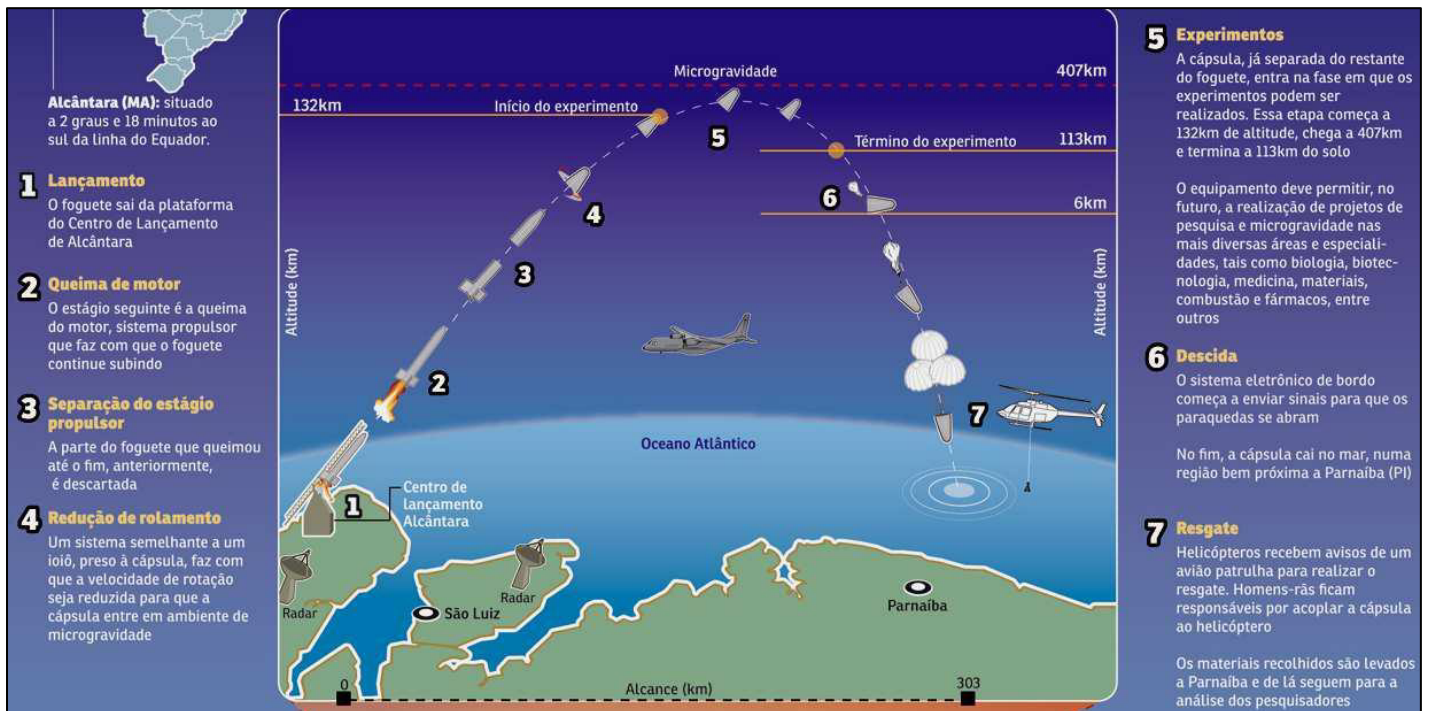 Alcântara (MA): situado
a 2 graus e 18 minutos ao
sul da linha do Equador.
1 Lançamento
O foguete sai da plataforma
do Centro de Lançamento
de Alcântara
2 Queima de motor
O estágio seguinte é a queima
do motor, sistema propulsor
que faz com que o foguete
continue subindo
3 Separação do estágio
propulsor
A parte do foguete que queimou
até o fim, anteriormente,
é descartada
4 Redução de rolamento
Um sistema semelhante a um
ioiô, preso à cápsula, faz com
que a velocidade de rotação
seja reduzida para que a
cápsula entre em ambiente de
microgravidade
Microgravidade
407km
132km
Início do experimento
5
Término do experimento
113km
4
6
6km
3
Altitude (km)
Altitude (km)
2
7
Oceano Atlântico
1
Centro de
lançamento
Alcântara
Radar
Radar
São Luiz
Parnaíba
0
Alcance (km)
303
5 Experimentos
A cápsula, já separada do restante
do foguete, entra na fase em que os
experimentos podem ser
realizados. Essa etapa começa a
132km de altitude, chega a 407km
e termina a 113km do solo
O equipamento deve permitir, no
futuro, a realização de projetos de
pesquisa e microgravidade nas
mais diversas áreas e especiali-
dades, tais como biologia, biotec-
nologia, medicina, materiais,
combustão e fármacos, entre
outros
6 Descida
O sistema eletrônico de bordo
começa a enviar sinais para que os
paraquedas se abram
No fim, a cápsula cai no mar, numa
região bem próxima a Parnaíba (PI)
7 Resgate
Helicópteros recebem avisos de um
avião patrulha para realizar o
resgate. Homens-rãs ficam
responsáveis por acoplar a cápsula
ao helicóptero
Os materiais recolhidos são levados
a Parnaíba e de lá seguem para a
análise dos pesquisadores